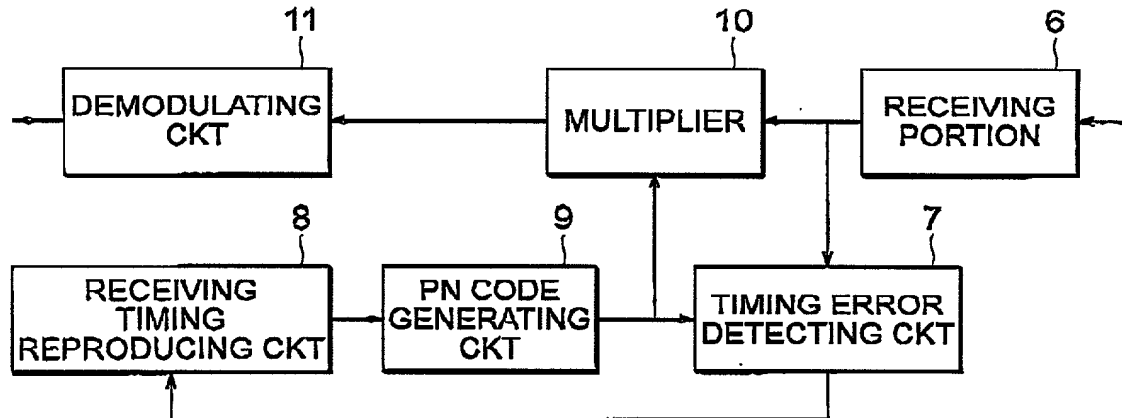 11
10
6
DEMODULATING
CKT
MULTIPLIER
RECEIVING
PORTION
8
9
7
RECEIVING
TIMING
REPRODUCING CKT
PN CODE
GENERATING
CKT
TIMING ERROR
DETECTING CKT